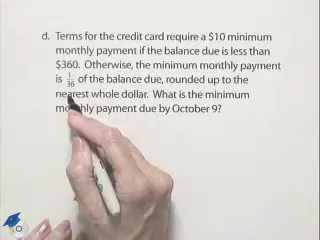 d. Terms for the credit card require a $10 minimum
monthly payment if the balance due is less than
$360. Otherwise, the minimum monthly payment
is 1/36 of the balance due, rounded up to the
nearest whole dollar. What is the minimum
monthly payment due by October 9?